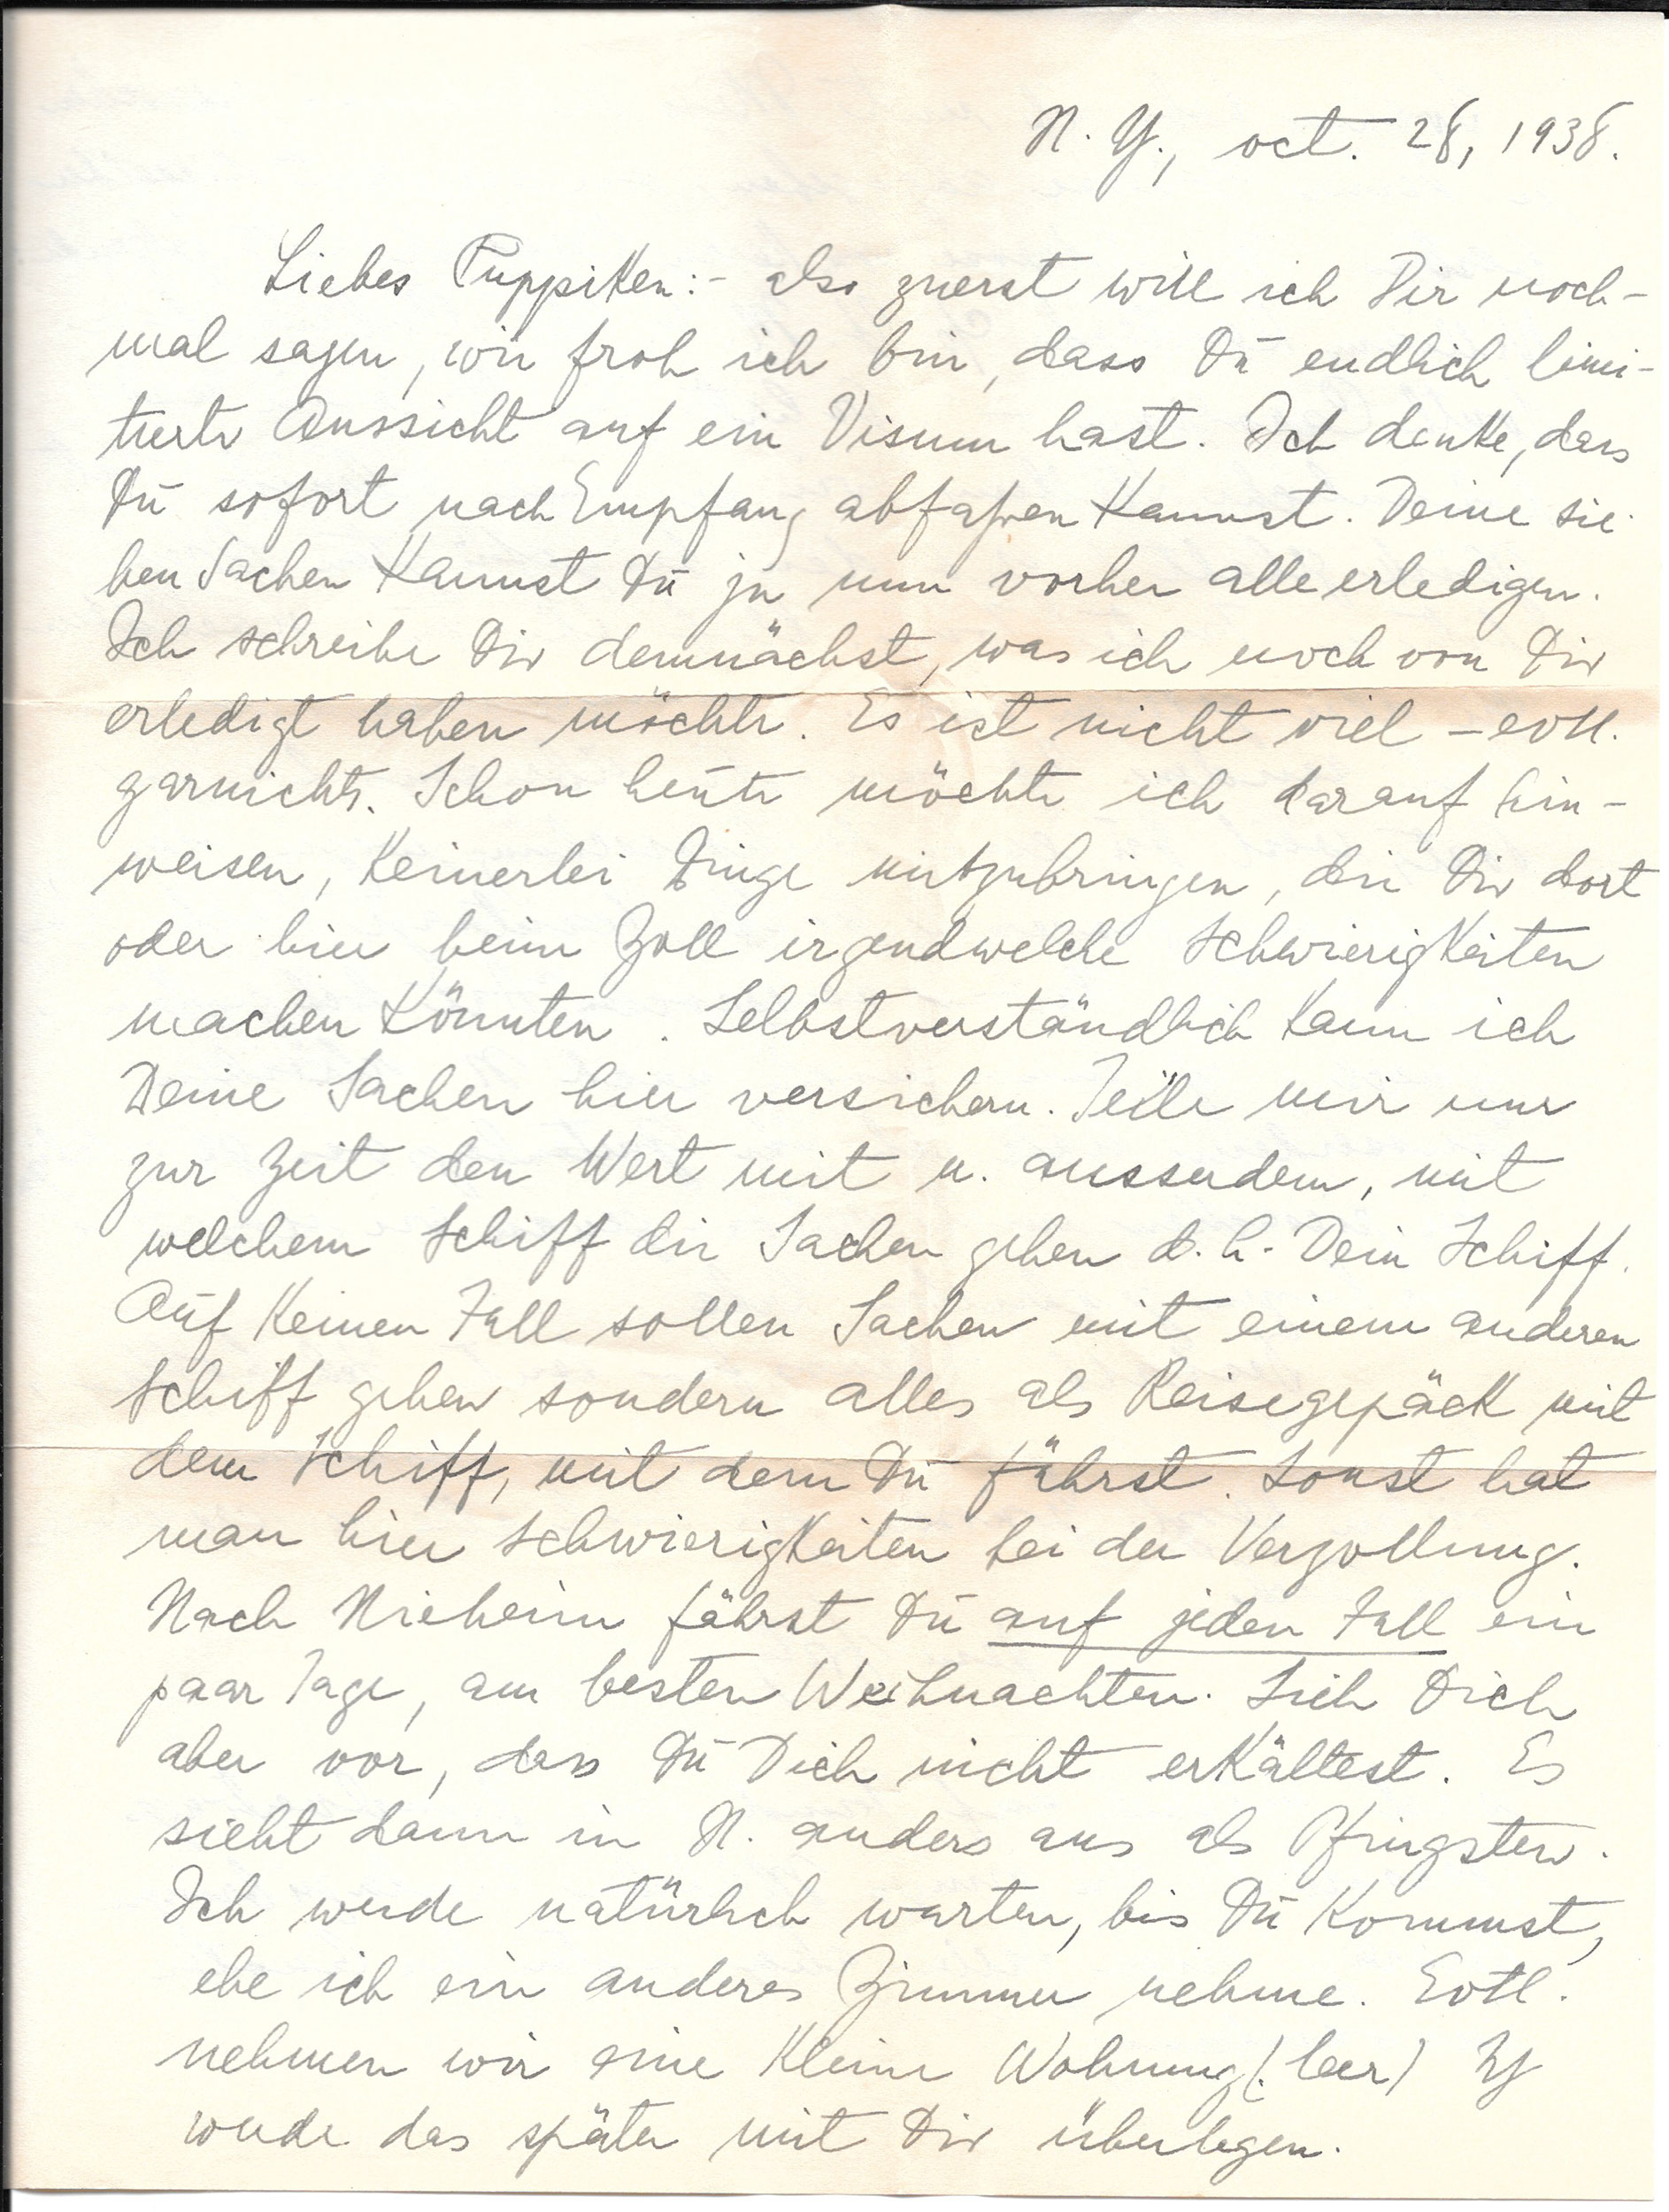 N. Y., oct. 28, 1938.
Liebes Puppiken:- also zuerst will ich Dir noch-
mal sagen, wie froh ich bin, dass Du endlich limi-
tierte Aussicht auf ein Visum hast. Ich denke, dass
Du sofort nach Empfang abfahren kannst. Deine sie-
ben Sachen kannst Du ja nun vorher alle erledigen.
Ich schreibe Dir demnächst, was ich noch von Dir
erledigt haben möchte. Es ist nicht viel - evtl.
garnichts. Schon heute möchte ich darauf hin-
weisen, keinerlei Dinge mitzubringen, die Dir dort
oder hier beim Zoll irgendwelche Schwierigkeiten
machen könnten. Selbstverständlich kann ich
Deine Sachen hier versichern. Teile mir nur
zur Zeit den Wert mit u. ausserdem, mit
welchem Schiff die Sachen gehen d. h. Dein Schiff.
Auf keinen Fall sollen Sachen mit einem anderen
Schiff gehen sondern alles als Reisegepäck mit
dem Schiff, mit dem Du fährst. Sonst hat
man hier Schwierigkeiten bei der Verzollung.
Nach Nieheim fährst Du auf jeden Fall ein
paar Tage, am besten Weihnachten. Sieh Dich
aber vor, dass Du Dich nicht erkältest. Es
sieht dann in N. anders aus als Pfingsten.
Ich werde natürlich warten, bis Du kommst,
ehe ich ein anderes Zimmer nehme. Evtl.
nehmen wir eine kleine Wohnung (: leer) Ich
werde das später mit Dir überlegen.